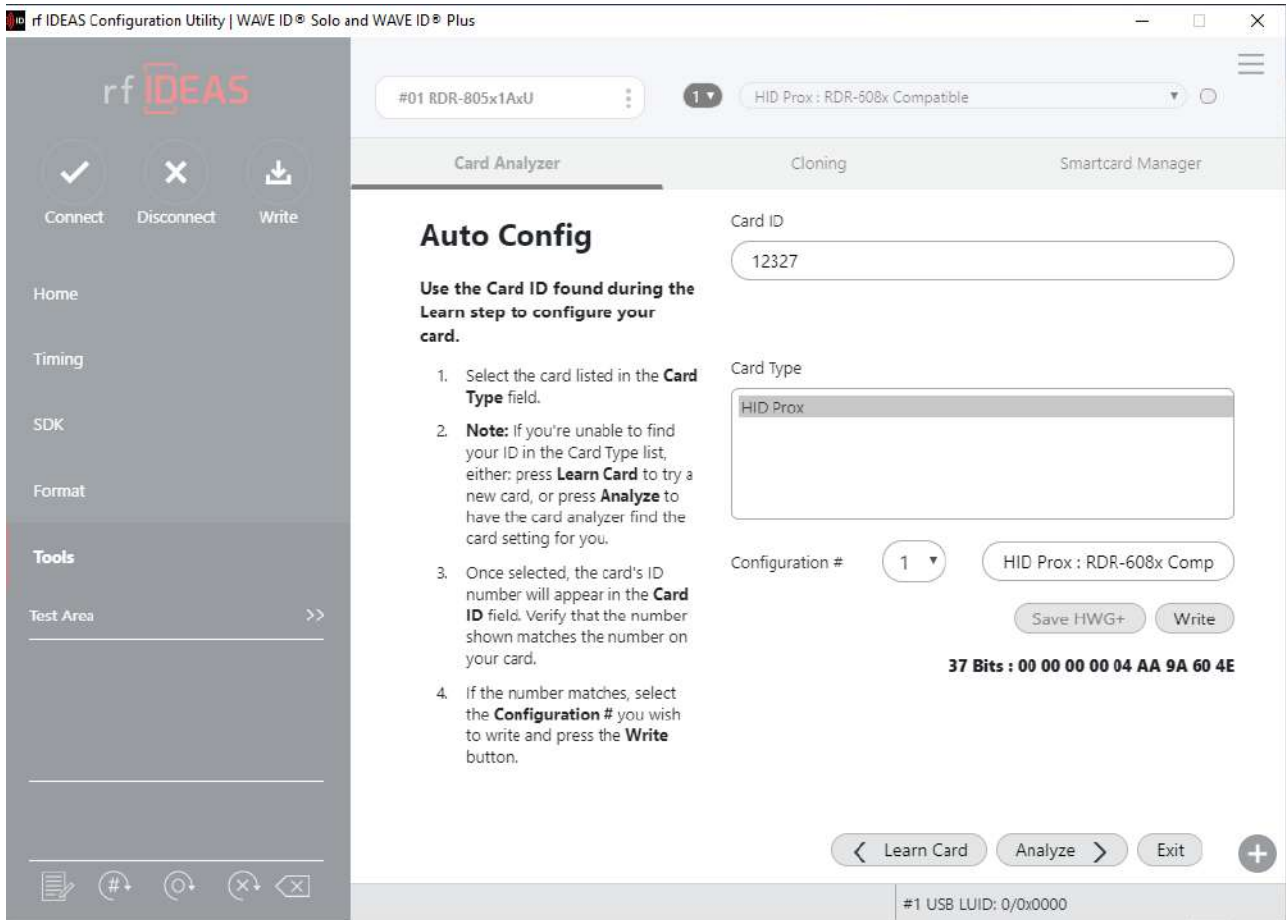 rf IDEAS Configuration Utility | WAVE ID® Solo and WAVE ID® Plus
rf IDEAS
Connect
Disconnect
Write
Home
Timing
SDK
Format
Tools
Test Area >>
#01 RDR-805x1AxU
1
HID Prox : RDR-608x Compatible
Card Analyzer
Cloning
Smartcard Manager
Auto Config
Use the Card ID found during the
Learn step to configure your
card.
1. Select the card listed in the Card
Type field.
2. Note: If you're unable to find
your ID in the Card Type list,
either: press Learn Card to try a
new card, or press Analyze to
have the card analyzer find the
card setting for you.
3. Once selected, the card's ID
number will appear in the Card
ID field. Verify that the number
shown matches the number on
your card.
4. If the number matches, select
the Configuration # you wish
to write and press the Write
button.
Card ID
12327
Card Type
HID Prox
Configuration #
1
HID Prox : RDR-608x Comp
Save HWG+
Write
37 Bits : 00 00 00 00 04 AA 9A 60 4E
Learn Card
Analyze
Exit
#1 USB LUID: 0/0x0000